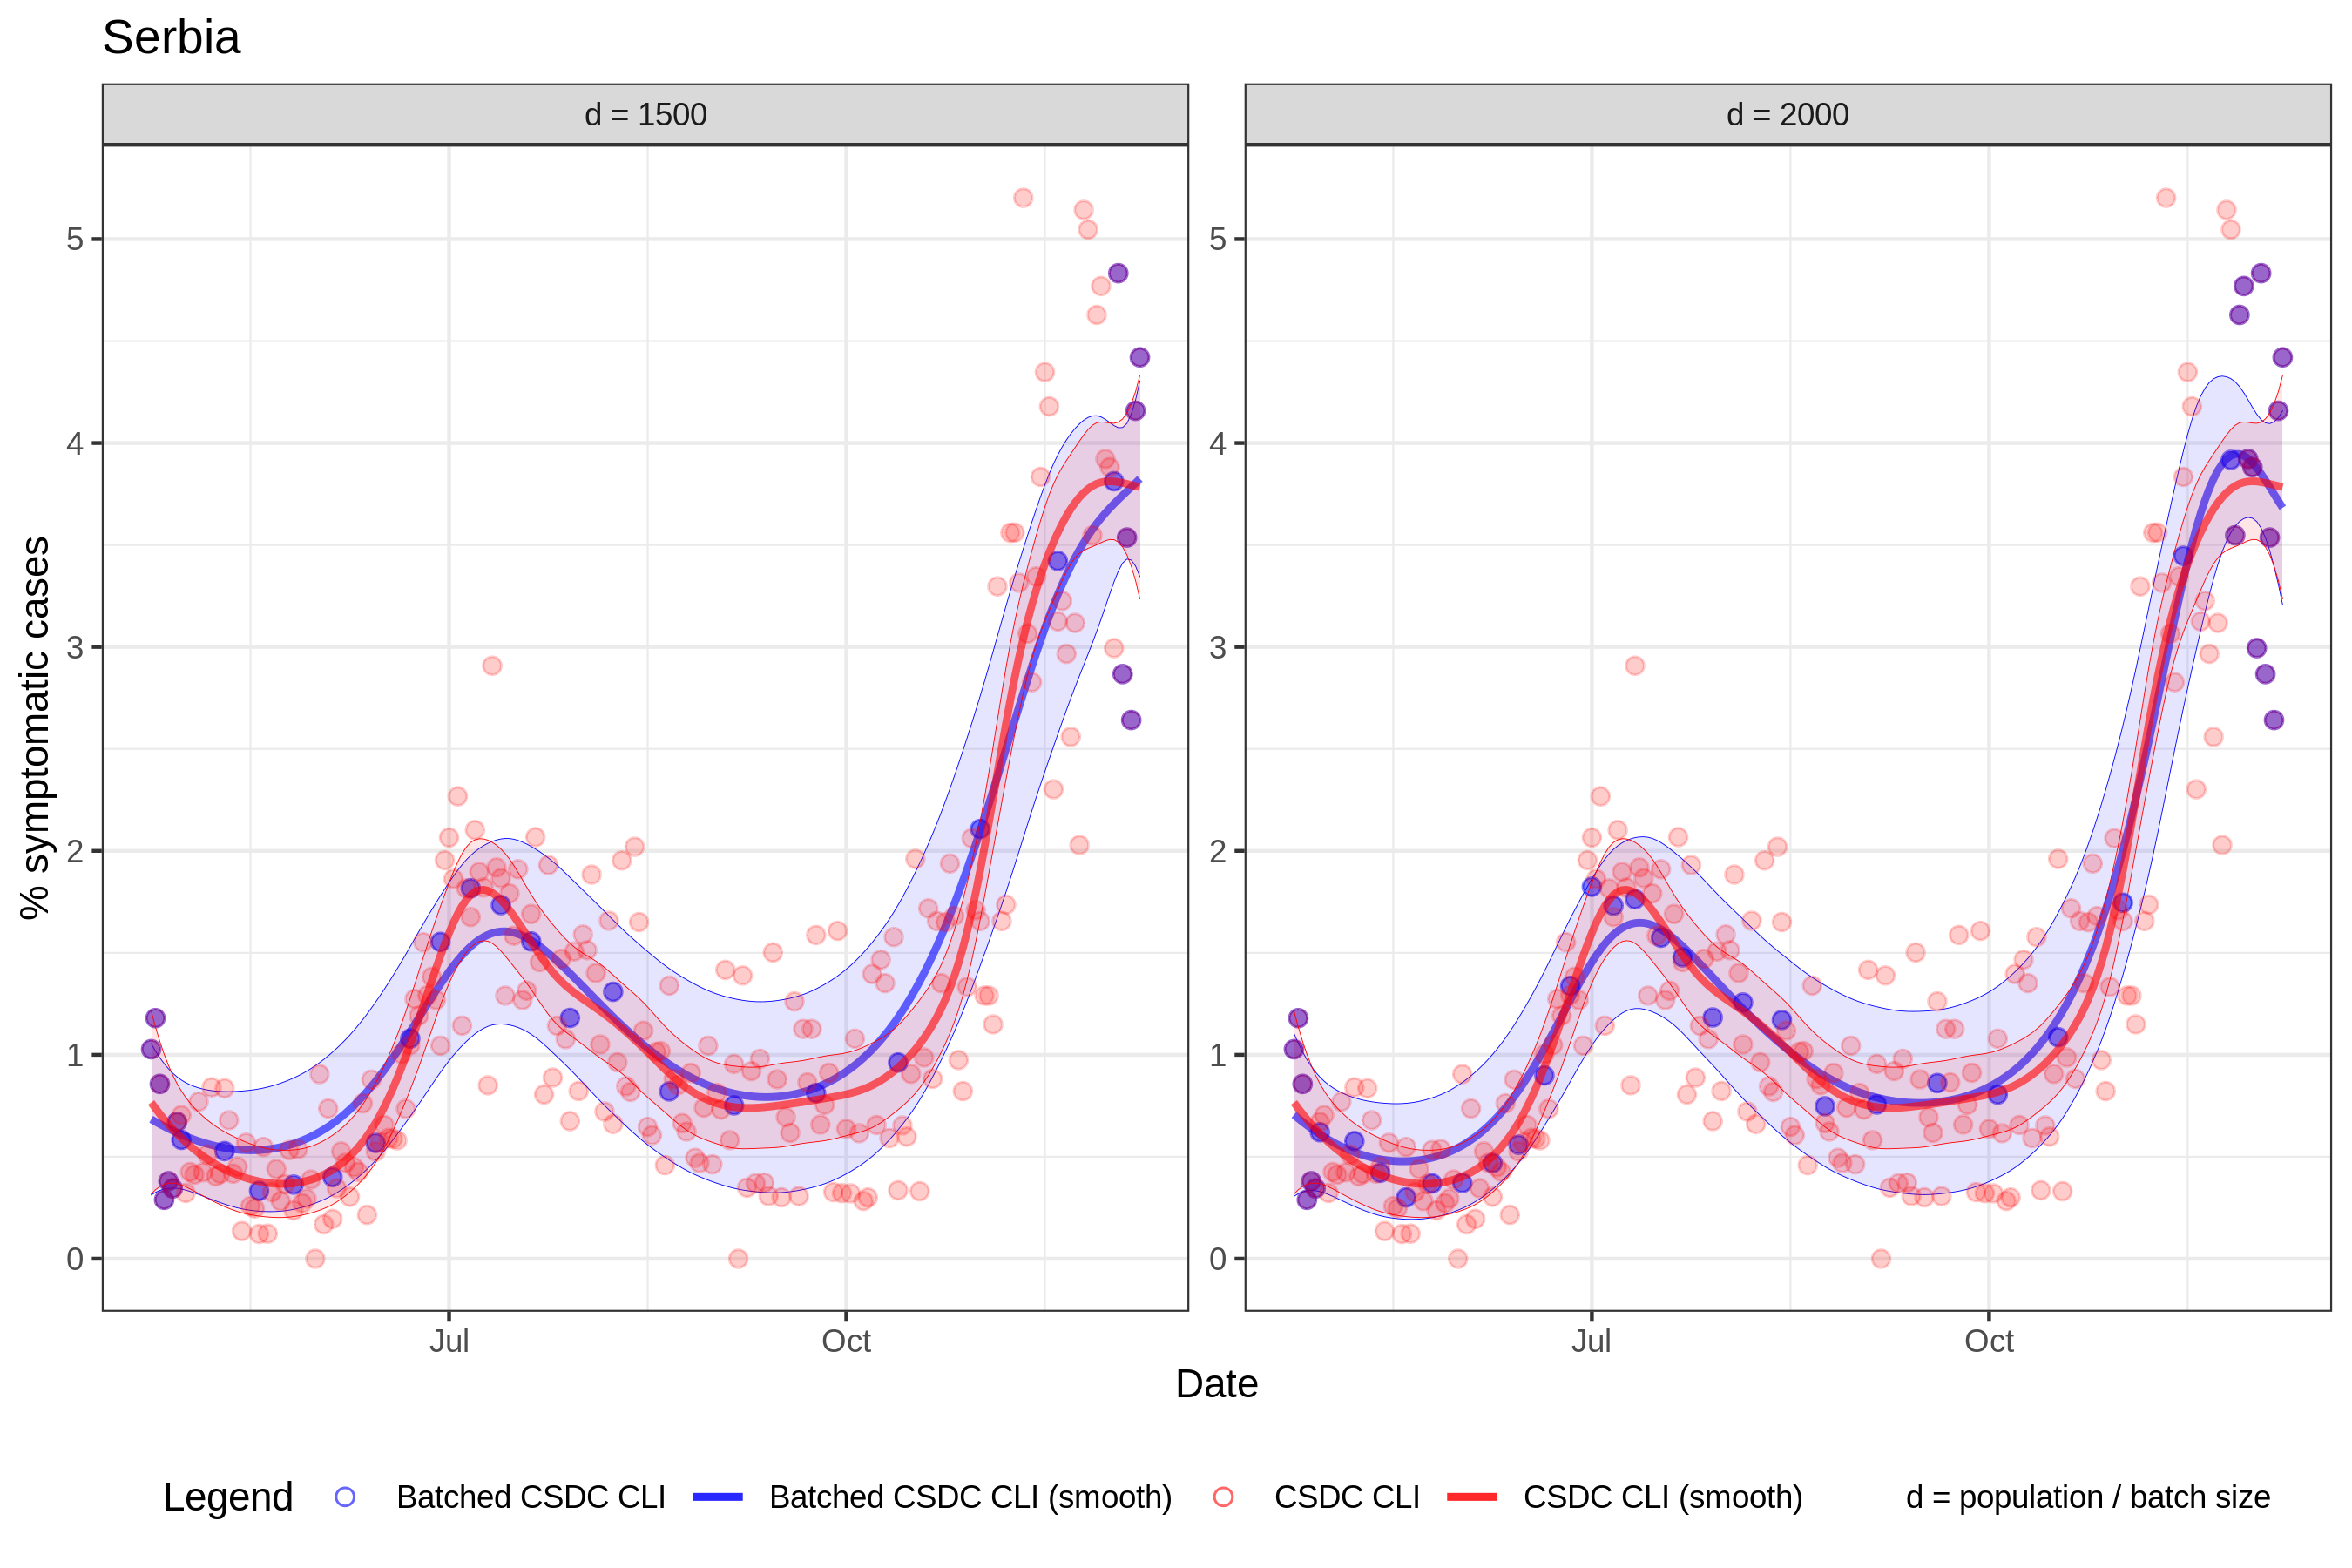 Serbia
d = 1500
d = 2000
% symptomatic cases
5
4
3
2
1
0
5
4
3
2
1
0
Jul
Oct
Jul
Oct
Date
Legend
Batched CSDC CLI
Batched CSDC CLI (smooth)
CSDC CLI
CSDC CLI (smooth)
d = population / batch size